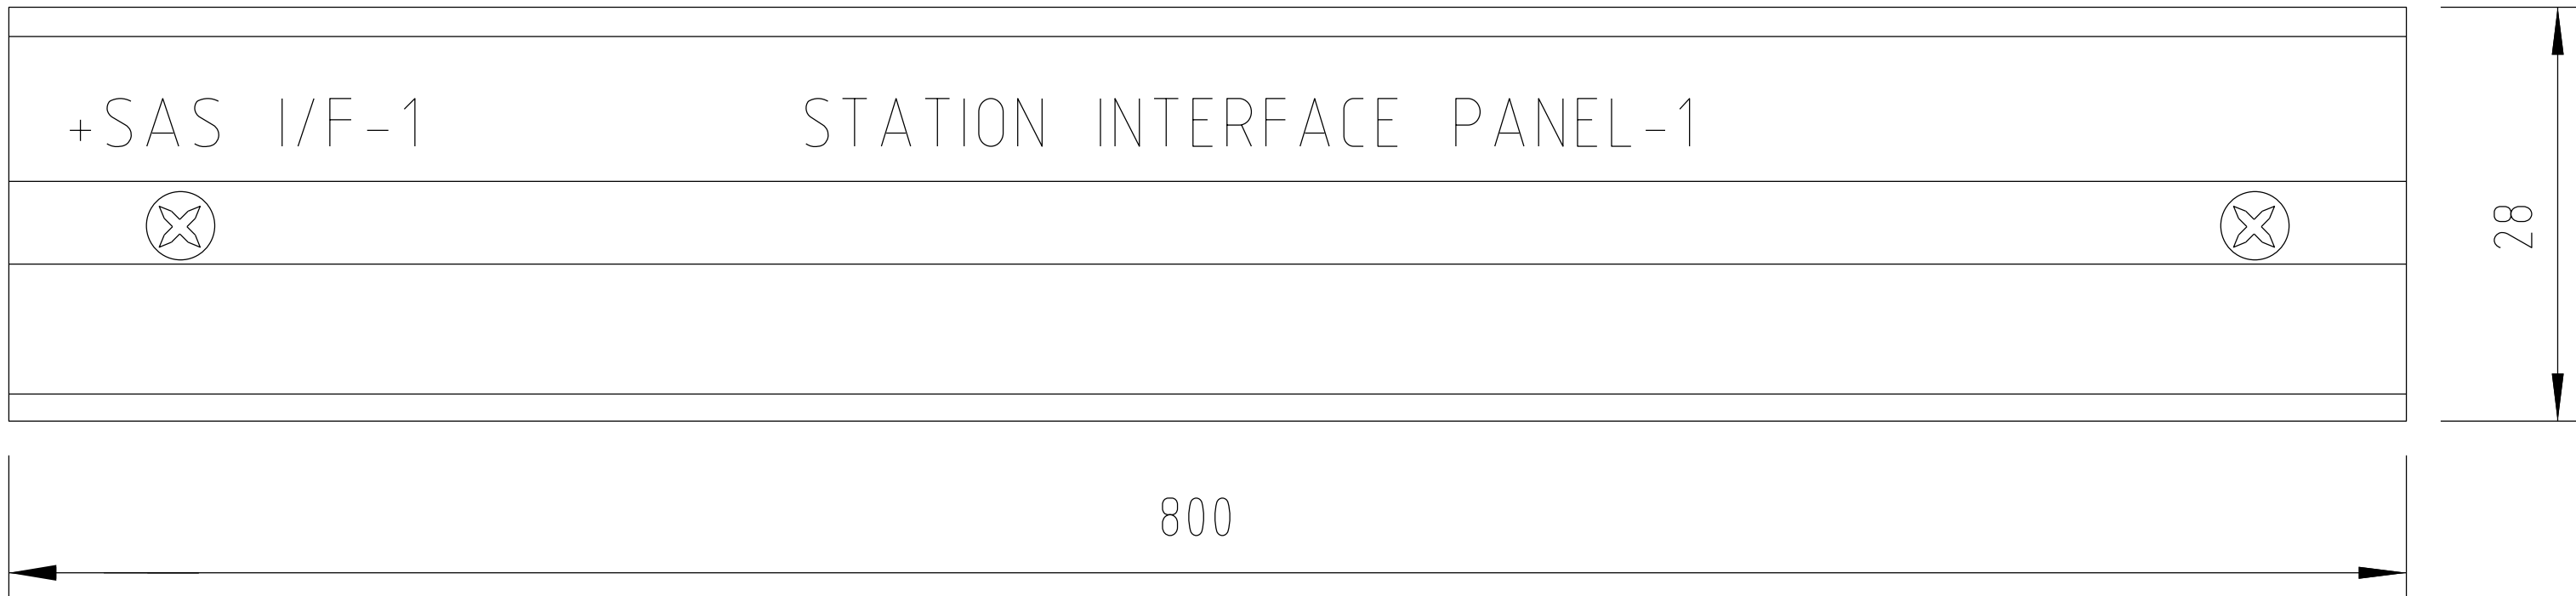 +SAS I/F-1 STATION INTERFACE PANEL-1
28
800